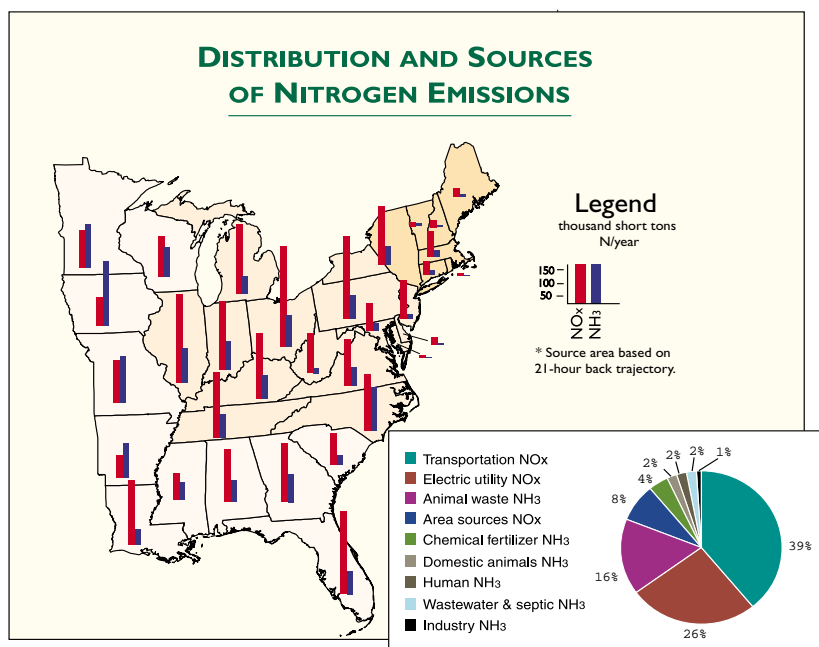 DISTRIBUTION AND SOURCES
OF NITROGEN EMISSIONS
Legend
thousand short tons
N/year
150
100
50
NOx
NH3
* Source area based on
21-hour back trajectory.
Transportation NOx
Electric utility NOx
Animal waste NH3
Area sources NOx
Chemical fertilizer NH3
Domestic animals NH3
Human NH3
Wastewater & septic NH3
Industry NH3
2%
2%
2%
1%
4%
8%
39%
16%
26%